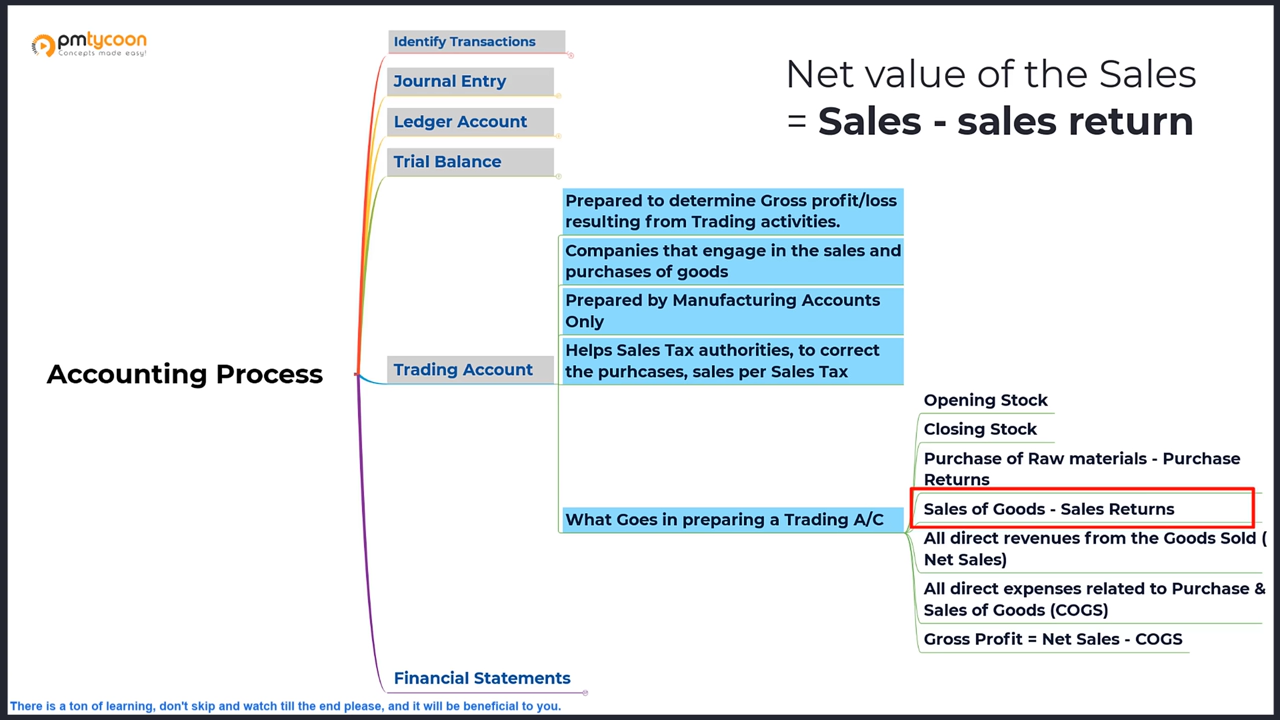 pmtycoon
Concepts made easy!
Identify Transactions
Journal Entry
Ledger Account
Trial Balance
Net value of the Sales
= Sales - sales return
Prepared to determine Gross profit/loss
resulting from Trading activities.
Companies that engage in the sales and
purchases of goods
Prepared by Manufacturing Accounts
Only
Helps Sales Tax authorities, to correct
the purhcases, sales per Sales Tax
Accounting Process
Trading Account
What Goes in preparing a Trading A/C
Opening Stock
Closing Stock
Purchase of Raw materials - Purchase
Returns
Sales of Goods - Sales Returns
All direct revenues from the Goods Sold (
Net Sales)
All direct expenses related to Purchase &
Sales of Goods (COGS)
Gross Profit = Net Sales - COGS
Financial Statements
There is a ton of learning, don't skip and watch till the end please, and it will be beneficial to you.